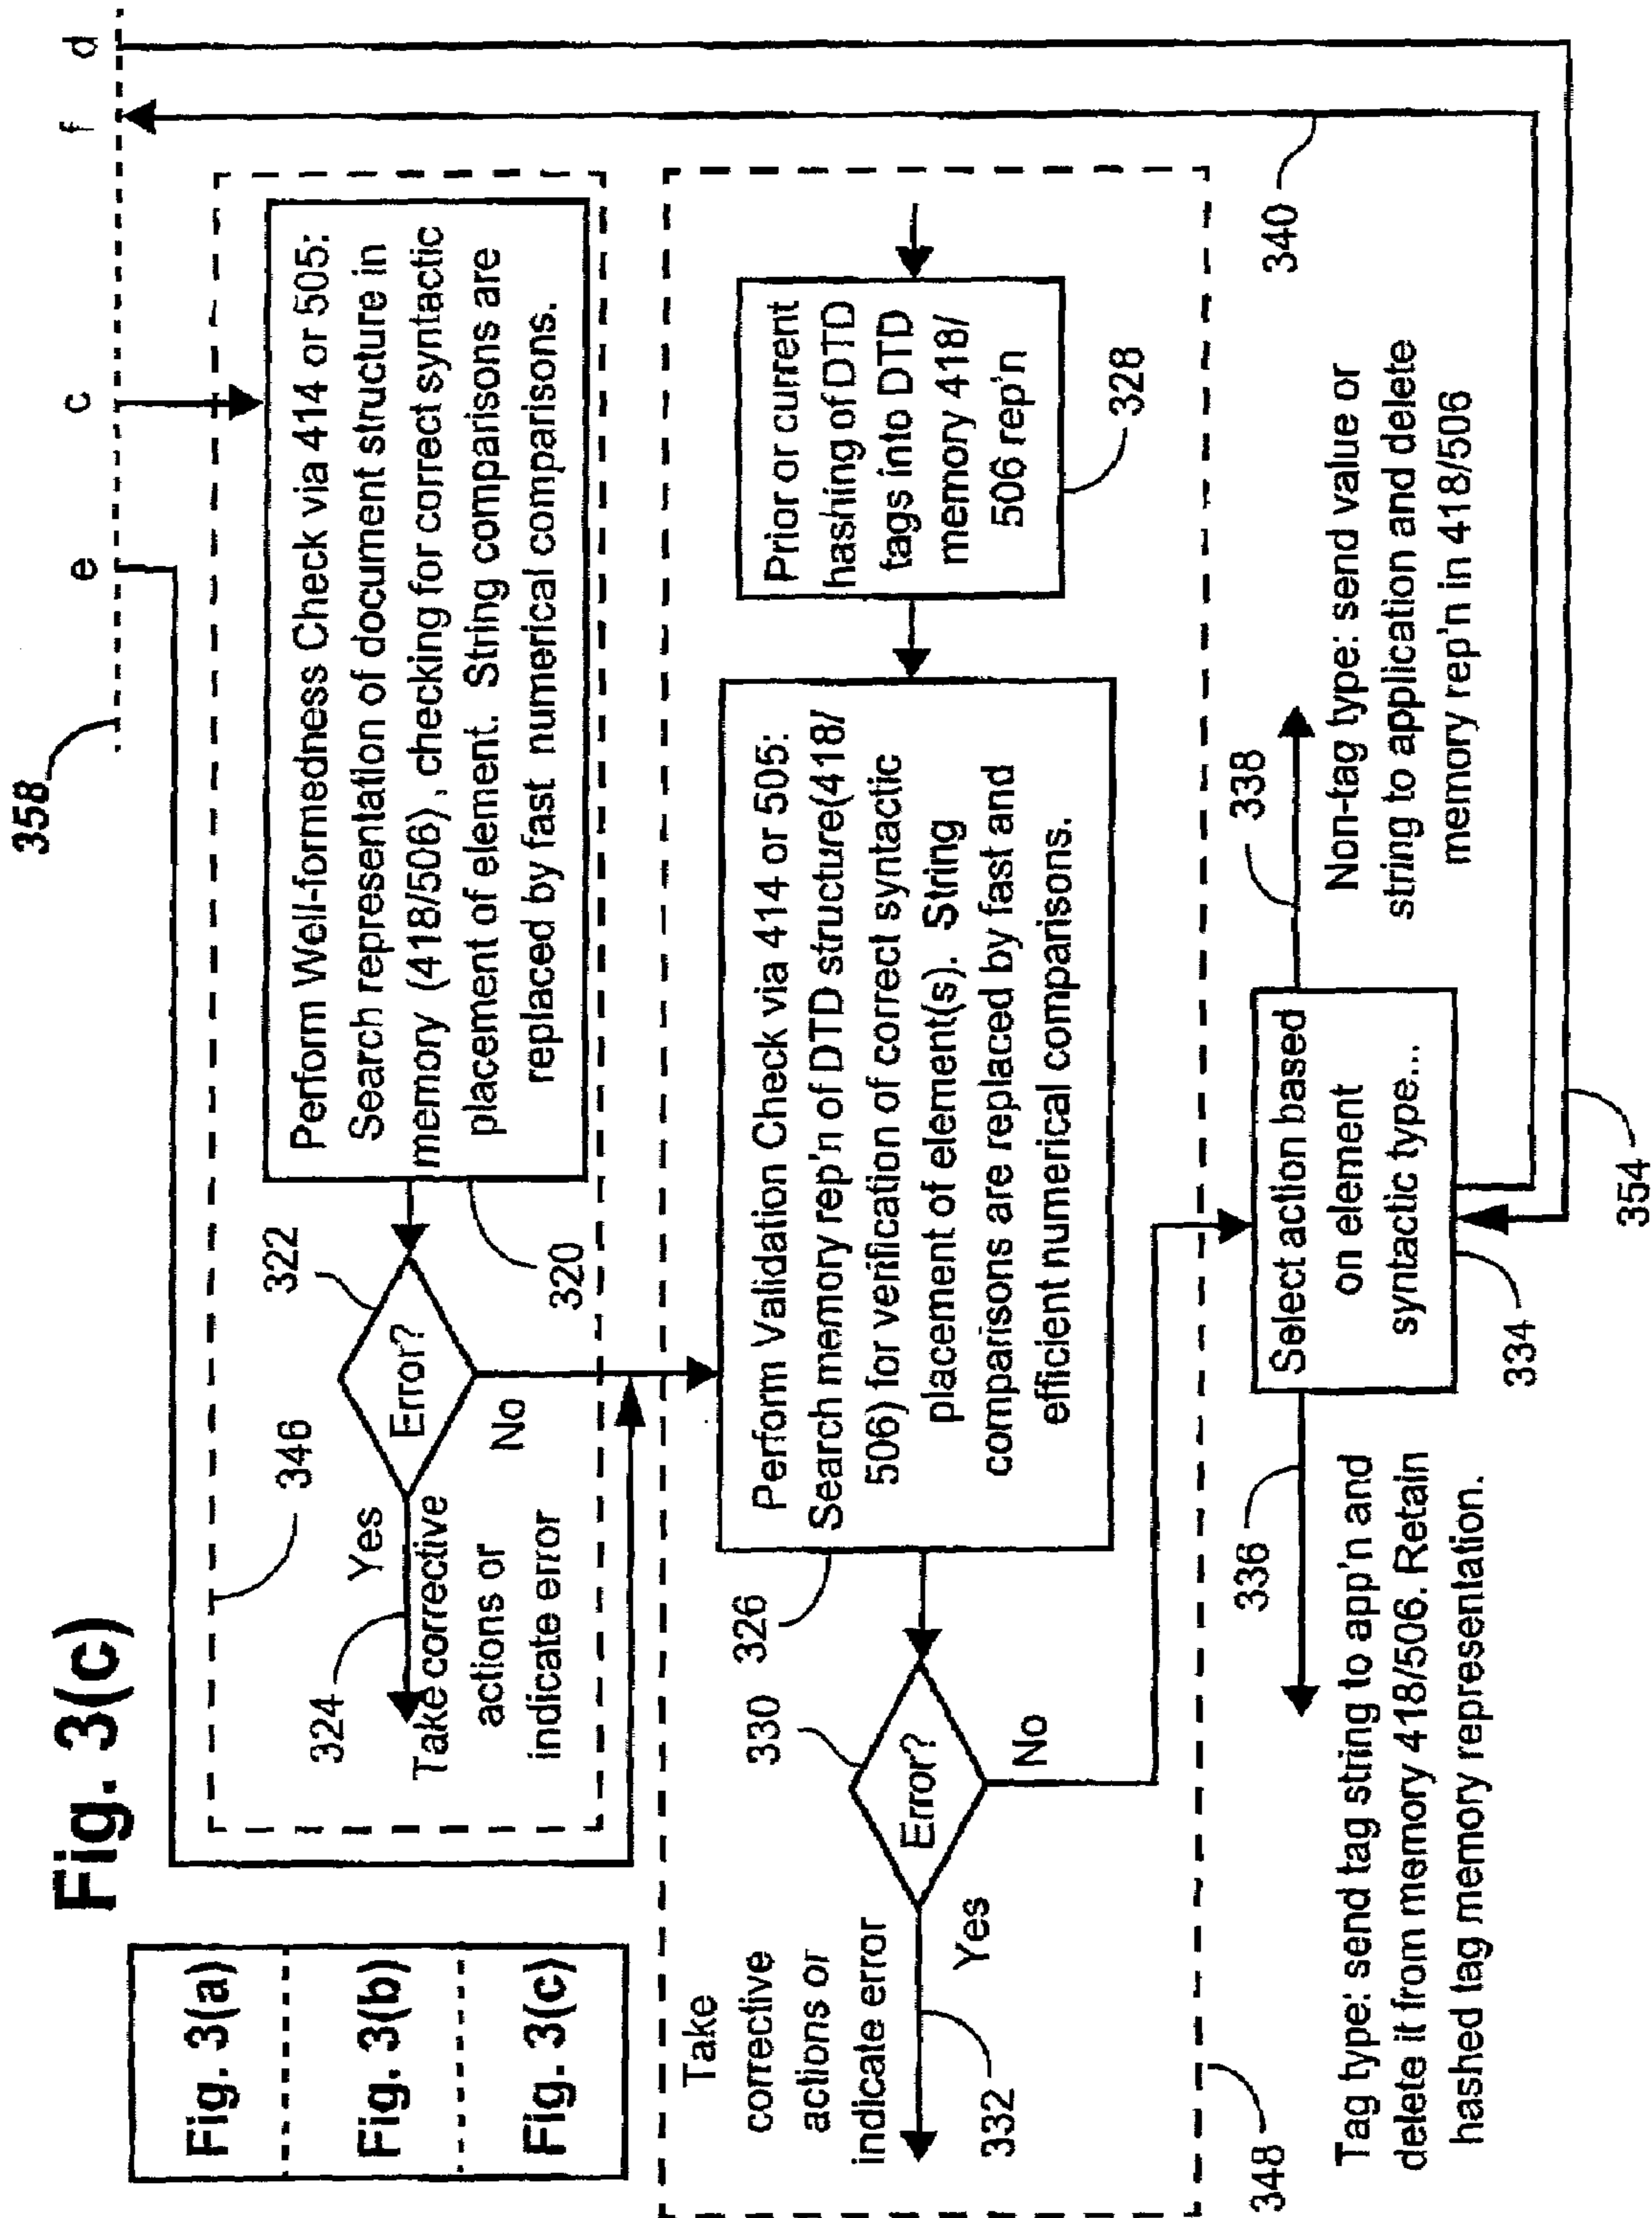 Fig. 3(c)
Fig. 3(a)
Fig. 3(b)
Fig. 3(c)
358
e
c
f
d
346
Perform Well-formedness Check via 414 or 505:
Search representation of document structure in
memory (418/506), checking for correct syntactic
placement of element. String comparisons are
replaced by fast numerical comparisons.
320
322
Error?
Yes
No
324
Take corrective
actions or
indicate error
Prior or current
hashing of DTD
tags into DTD
memory 418/
506 rep'n
328
Perform Validation Check via 414 or 505:
Search memory rep'n of DTD structure(418/
506) for verification of correct syntactic
placement of element(s). String
comparisons are replaced by fast and
efficient numerical comparisons.
326
330
Error?
No
Yes
Take
corrective
actions or
indicate error
332
348
340
Select action based
on element
syntactic type...
334
354
336
Tag type: send tag string to app'n and
delete it from memory 418/506. Retain
hashed tag memory representation.
338
Non-tag type: send value or
string to application and delete
memory rep'n in 418/506